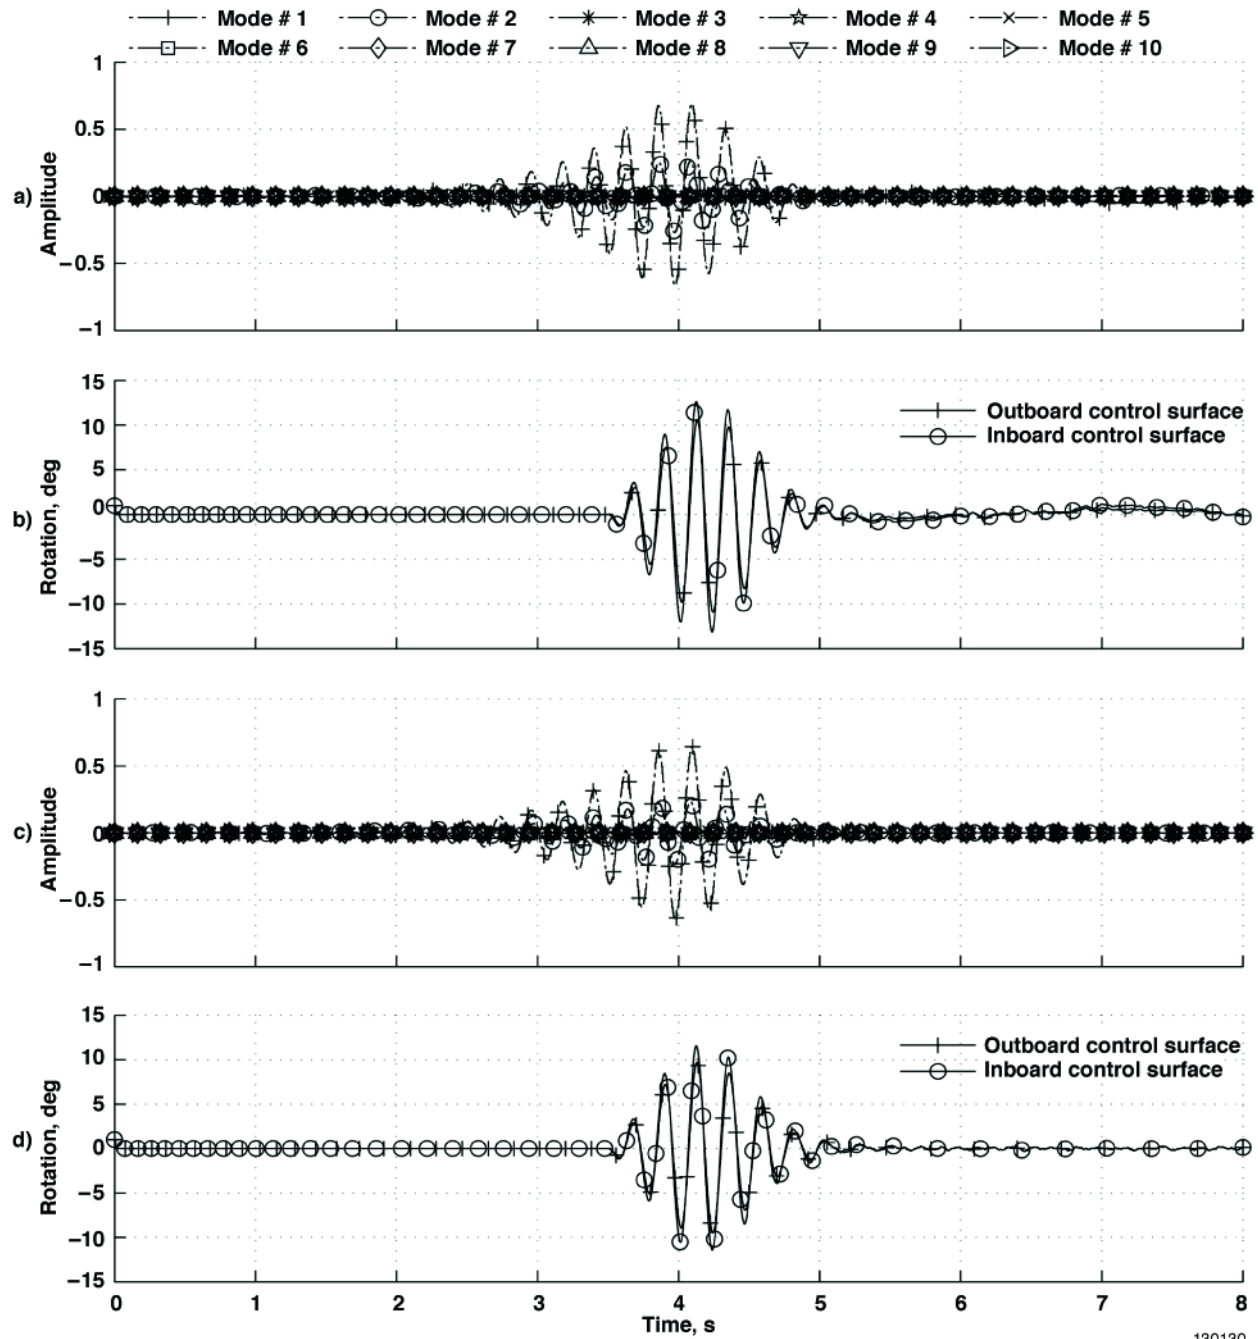 Mode # 1 Mode # 2 Mode # 3 Mode # 4 Mode # 5
Mode # 6 Mode # 7 Mode # 8 Mode # 9 Mode # 10
a)
Amplitude
1
0.5
0
−0.5
−1
b)
Rotation, deg
15
10
5
0
−5
−10
−15
Outboard control surface
Inboard control surface
c)
Amplitude
1
0.5
0
−0.5
−1
d)
Rotation, deg
15
10
5
0
−5
−10
−15
Outboard control surface
Inboard control surface
0 1 2 3 4 5 6 7 8
Time, s